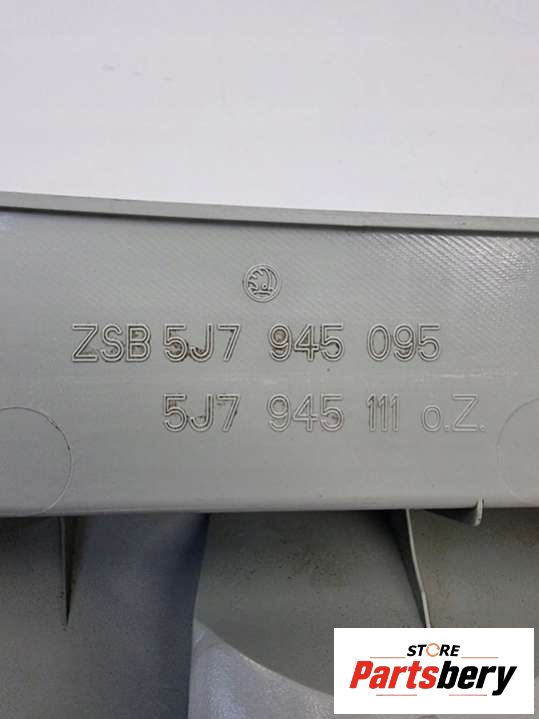 ZSB 5J7 945 095
5J7 945 111 o.Z.
STORE
Partsbery